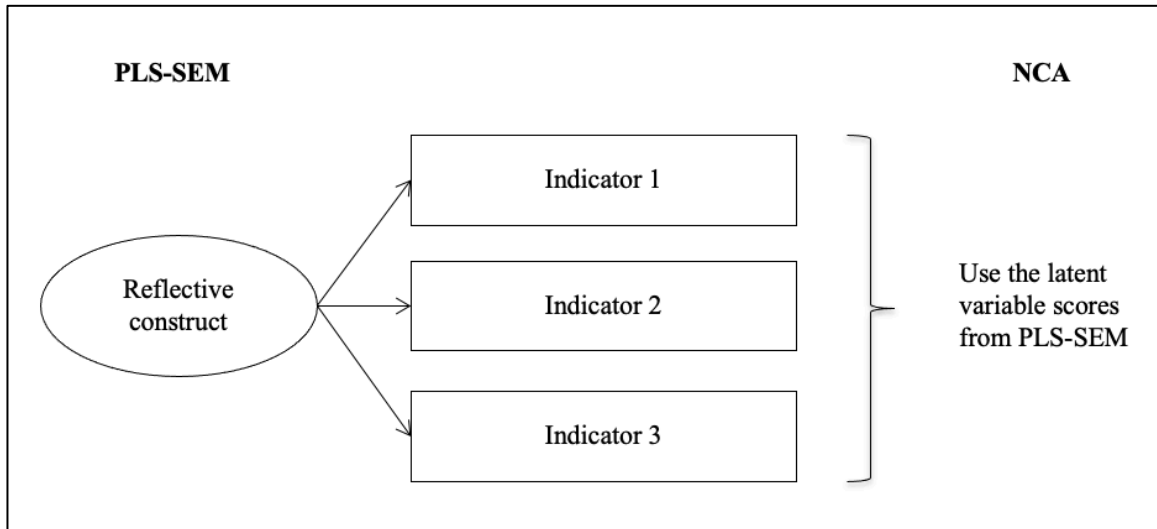 PLS-SEM
NCA
Indicator 1
Reflective
construct
Indicator 2
Indicator 3
Use the latent
variable scores
from PLS-SEM